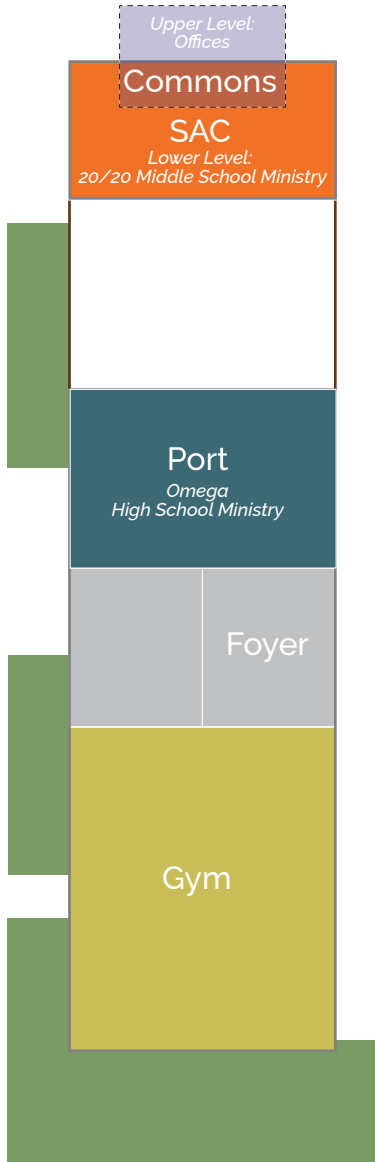 Upper Level:
Offices
Commons
SAC
Lower Level:
20/20 Middle School Ministry
Port
Omega
High School Ministry
Foyer
Gym